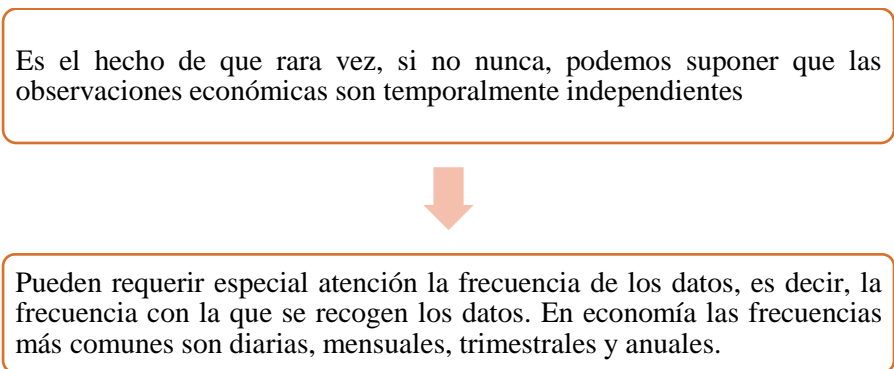 Es el hecho de que rara vez, si no nunca, podemos suponer que las
observaciones económicas son temporalmente independientes
Pueden requerir especial atención la frecuencia de los datos, es decir, la
frecuencia con la que se recogen los datos. En economía las frecuencias
más comunes son diarias, mensuales, trimestrales y anuales.